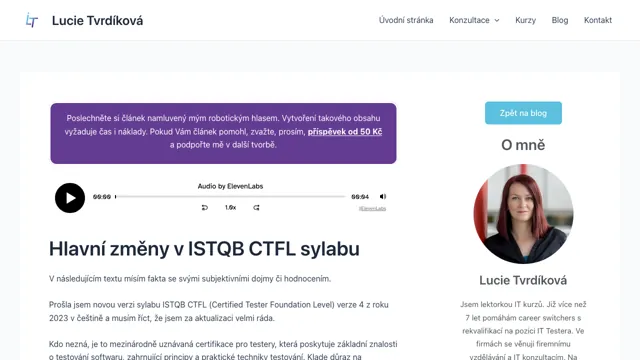 LT
Lucie Tvrdíková
Úvodní stránka
Konzultace
Kurzy
Blog
Kontakt
Poslechněte si článek namluvený mým robotickým hlasem. Vytvoření takového obsahu
vyžaduje čas i náklady. Pokud Vám článek pomohl, zvažte, prosím, příspěvek od 50 Kč
a podpořte mě v další tvorbě.
Audio by ElevenLabs
00:00
00:04
1.0x
IIElevenLabs
Hlavní změny v ISTQB CTFL sylabu
V následujícím textu mísím fakta se svými subjektivními dojmy či hodnocením.
Prošla jsem novou verzi sylabu ISTQB CTFL (Certified Tester Foundation Level) verze 4 z roku
2023 v češtině a musím říct, že jsem za aktualizaci velmi ráda.
Kdo nezná, je to mezinárodně uznávaná certifikace pro testery, která poskytuje základní znalosti
o testování softwaru, zahrnující principy a praktické techniky testování. Klade důraz na
Zpět na blog
O mně
Lucie Tvrdíková
Jsem lektorkou IT kurzů. Již více než
7 let pomáhám career switchers s
rekvalifikací na pozici IT Testera. Ve
firmách se věnuji firemnímu
vzdělávání a IT konzultacím. Na